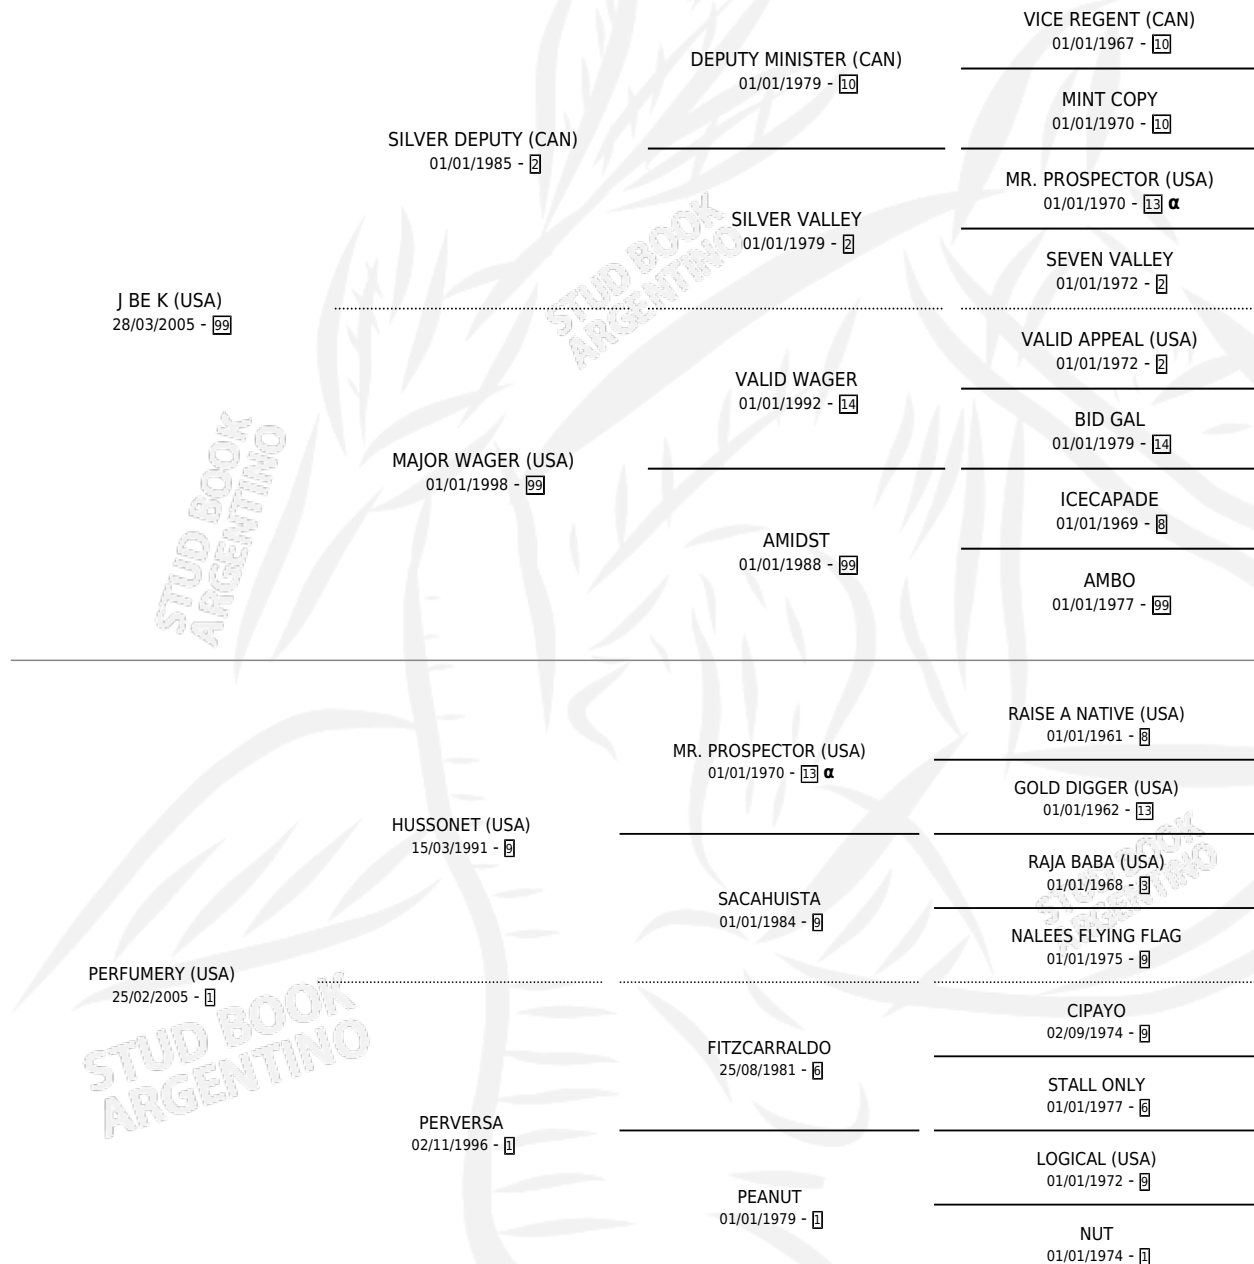 VICE REGENT (CAN)
01/01/1967 - 10
DEPUTY MINISTER (CAN)
01/01/1979 - 10
MINT COPY
01/01/1970 - 10
SILVER DEPUTY (CAN)
01/01/1985 - 2
MR. PROSPECTOR (USA)
01/01/1970 - 13 α
SILVER VALLEY
01/01/1979 - 2
SEVEN VALLEY
01/01/1972 - 2
J BE K (USA)
28/03/2005 - 99
VALID APPEAL (USA)
01/01/1972 - 2
VALID WAGER
01/01/1992 - 14
BID GAL
01/01/1979 - 14
MAJOR WAGER (USA)
01/01/1998 - 99
ICECAPADE
01/01/1969 - 8
AMIDST
01/01/1988 - 99
AMBO
01/01/1977 - 99
RAISE A NATIVE (USA)
01/01/1961 - 8
MR. PROSPECTOR (USA)
01/01/1970 - 13 α
GOLD DIGGER (USA)
01/01/1962 - 13
HUSSONET (USA)
15/03/1991 - 9
RAJA BABA (USA)
01/01/1968 - 3
SACAHUISTA
01/01/1984 - 9
NALEES FLYING FLAG
01/01/1975 - 9
PERFUMERY (USA)
25/02/2005 - 1
CIPAYO
02/09/1974 - 9
FITZCARRALDO
25/08/1981 - 6
STALL ONLY
01/01/1977 - 6
PERVERSA
02/11/1996 - 1
LOGICAL (USA)
01/01/1972 - 9
PEANUT
01/01/1979 - 1
NUT
01/01/1974 - 1
STUD BOOK
ARGENTINO
STUD BOOK
ARGENTINO
STUD BOOK
ARGENTINO
STUD BOOK
ARGENTINO